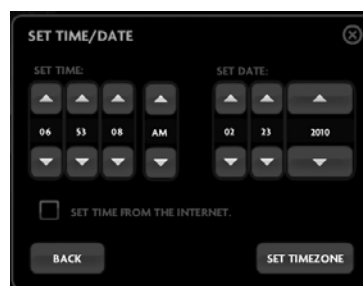 SET TIME/DATE
SET TIME: SET DATE:
06 53 08 AM 02 23 2010
SET TIME FROM THE INTERNET.
BACK SET TIMEZONE